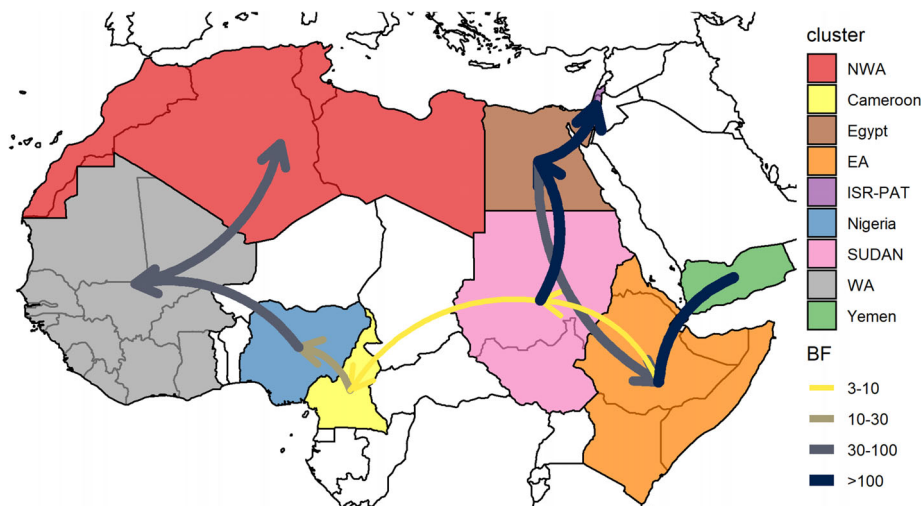 cluster
NWA
Cameroon
Egypt
EA
ISR-PAT
Nigeria
SUDAN
WA
Yemen
BF
3-10
10-30
30-100
>100